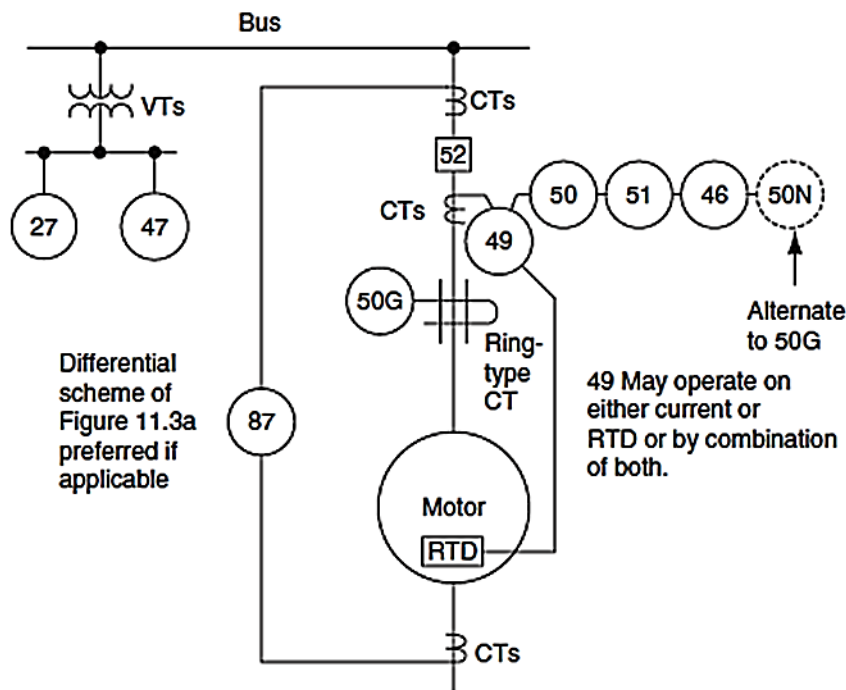 Bus
CTs
VTs
52
CTs
50
51
46
50N
27
47
49
50G
Alternate
to 50G
Ring-
type
CT
Differential
scheme of
Figure 11.3a
preferred if
applicable
87
49 May operate on
either current or
RTD or by combination
of both.
Motor
RTD
CTs